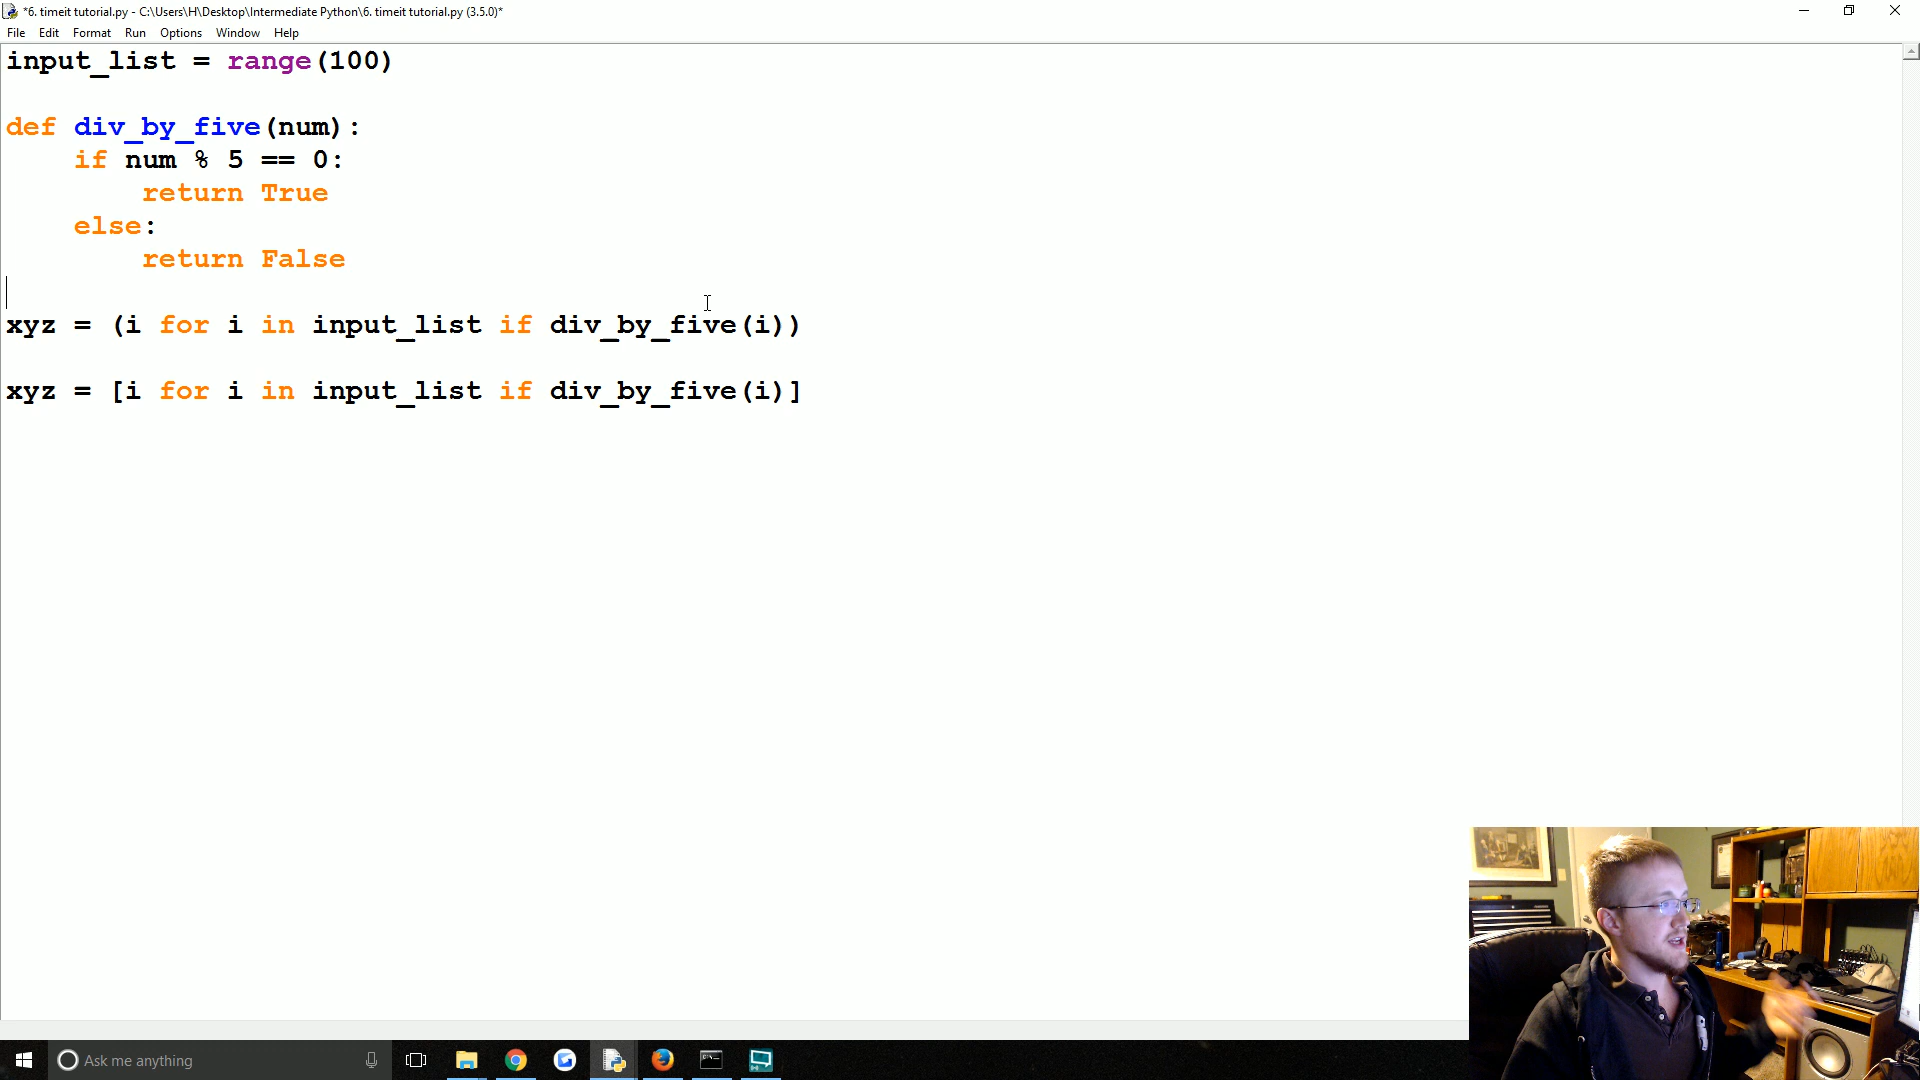 *6. timeit tutorial.py - C:\Users\H\Desktop\Intermediate Python\6. timeit tutorial.py (3.5.0)*
File Edit Format Run Options Window Help
input_list = range(100)
def div_by_five(num):
    if num % 5 == 0:
        return True
    else:
        return False
xyz = (i for i in input_list if div_by_five(i))
xyz = [i for i in input_list if div_by_five(i)]
Ask me anything